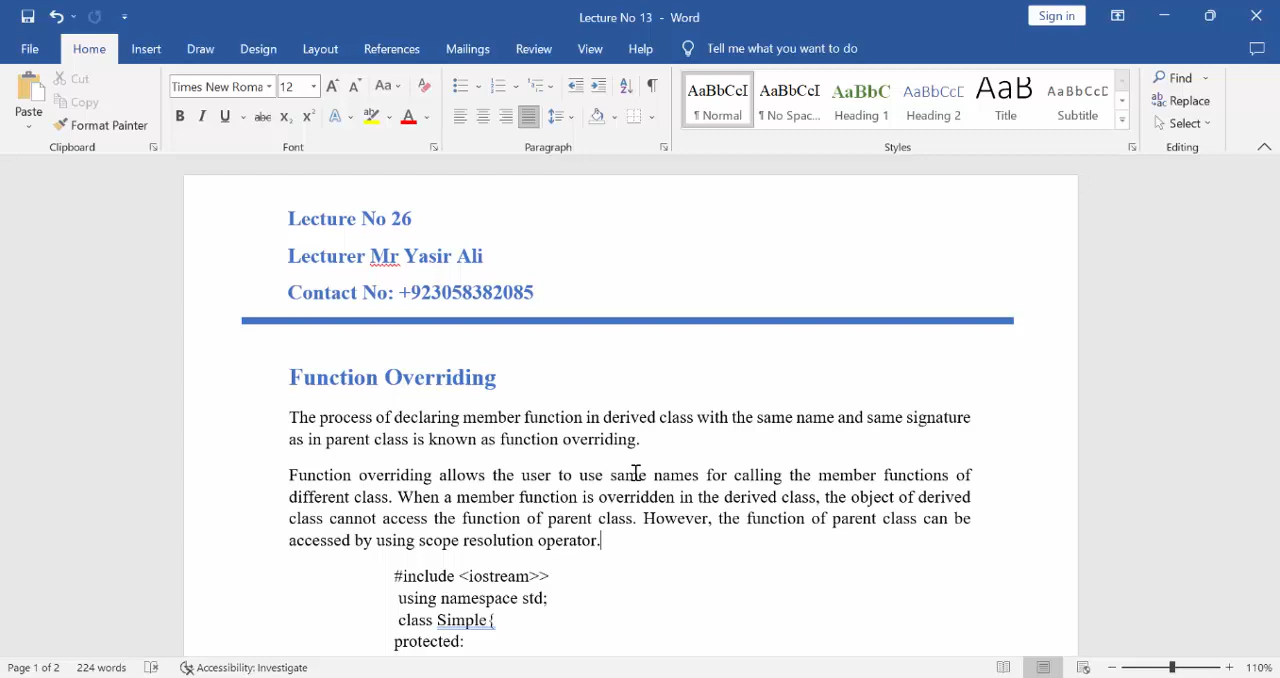 Lecture No 13 - Word
Sign in
File Home Insert Draw Design Layout References Mailings Review View Help Tell me what you want to do
Paste
Cut
Copy
Format Painter
Clipboard
Times New Roma 12
Font
Paragraph
AaBbCcI AaBbCcI AaBbC AaBbCcE AaB AaBbCcE
¶ Normal ¶ No Spac... Heading 1 Heading 2 Title Subtitle
Styles
Find
Replace
Select
Editing
Lecture No 26
Lecturer Mr Yasir Ali
Contact No: +923058382085
Function Overriding
The process of declaring member function in derived class with the same name and same signature
as in parent class is known as function overriding.
Function overriding allows the user to use same names for calling the member functions of
different class. When a member function is overridden in the derived class, the object of derived
class cannot access the function of parent class. However, the function of parent class can be
accessed by using scope resolution operator.
#include <iostream>>
using namespace std;
class Simple{
protected:
Page 1 of 2 224 words Accessibility: Investigate 110%